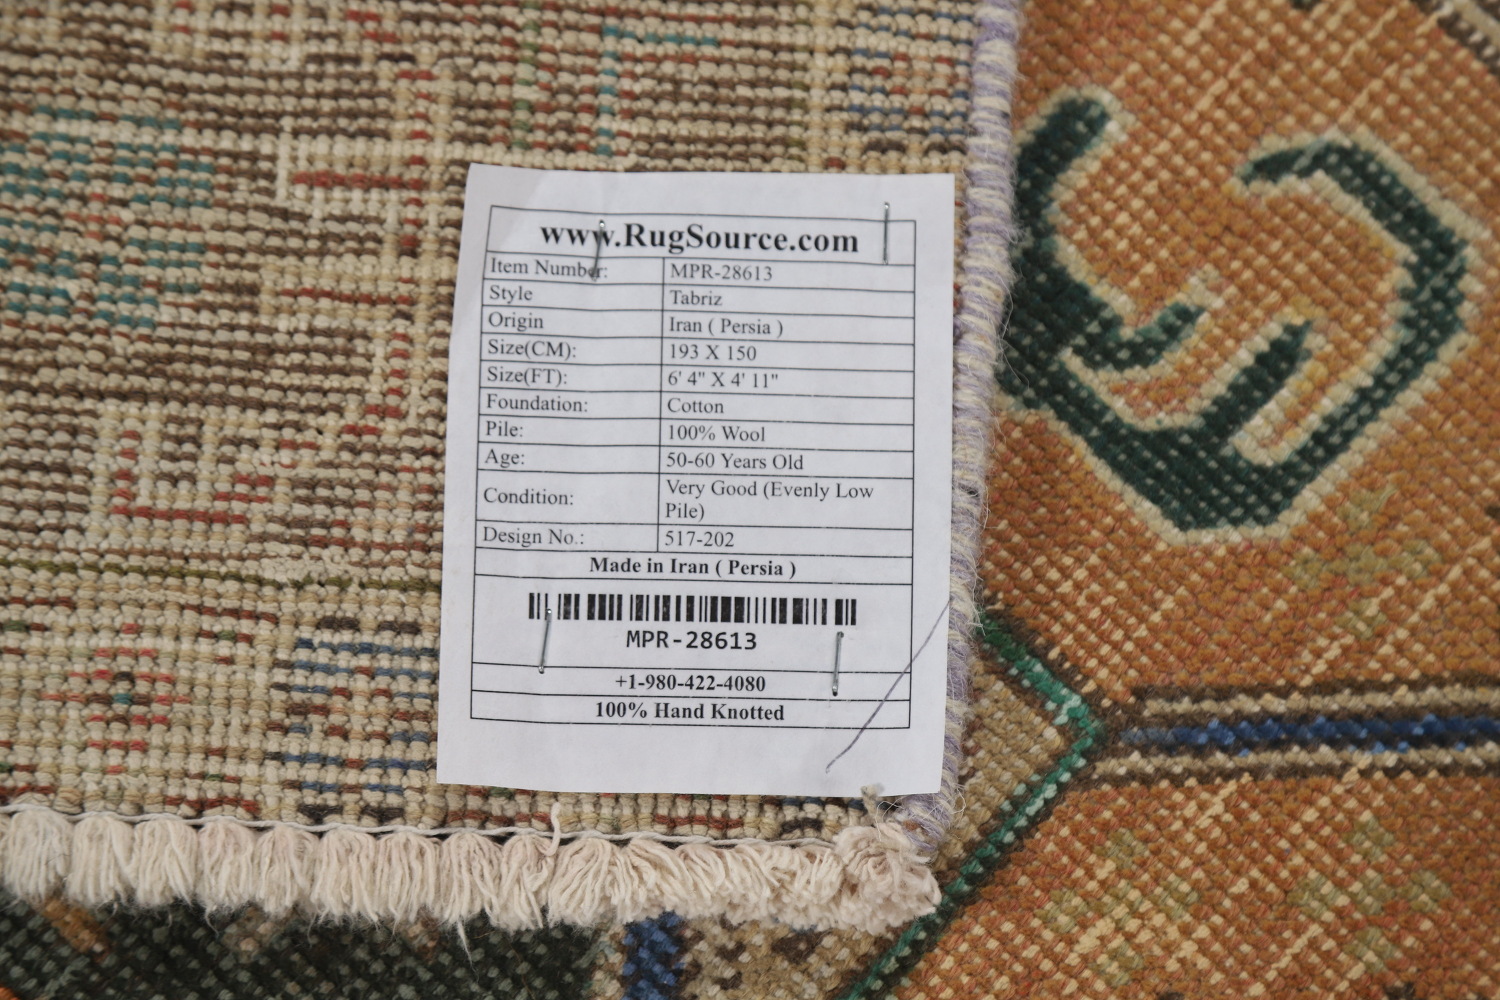 www.RugSource.com
Item Number: MPR-28613
Style Tabriz
Origin Iran ( Persia )
Size(CM): 193 X 150
Size(FT): 6' 4" X 4' 11"
Foundation: Cotton
Pile: 100% Wool
Age: 50-60 Years Old
Condition: Very Good (Evenly Low
Pile)
Design No.: 517-202
Made in Iran ( Persia )
MPR-28613
+1-980-422-4080
100% Hand Knotted